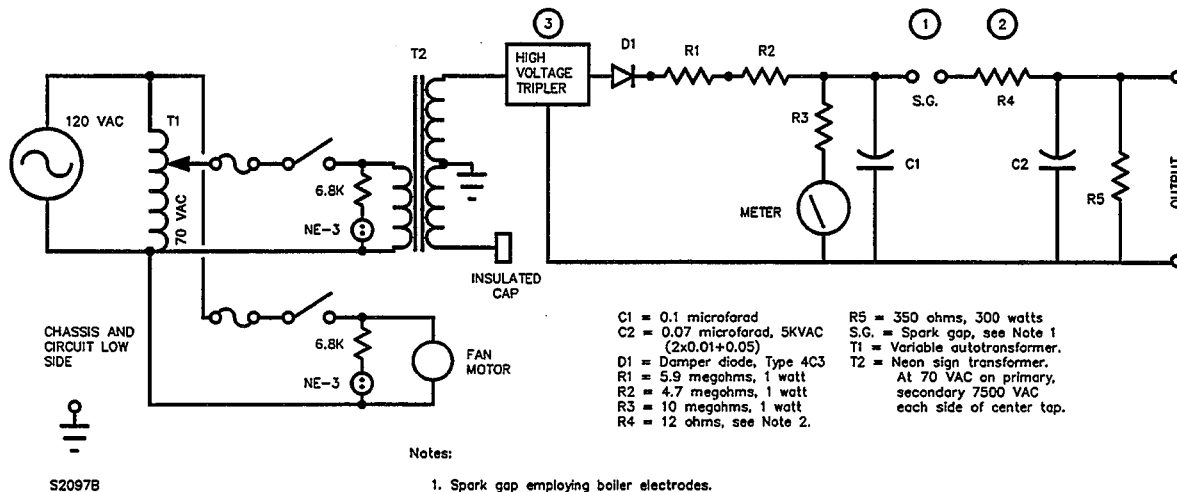 3
1
2
T2
HIGH
VOLTAGE
TRIPLER
D1
R1
R2
S.G.
R4
120 VAC
T1
R3
C1
C2
R5
OUTPUT
6.8K
70 VAC
NE-3
METER
INSULATED
CAP
CHASSIS AND
CIRCUIT LOW
SIDE
6.8K
NE-3
FAN
MOTOR
C1 = 0.1 microfarad
C2 = 0.07 microfarad, 5KVAC
(2x0.01+0.05)
D1 = Damper diode, Type 4C3
R1 = 5.9 megohms, 1 watt
R2 = 4.7 megohms, 1 watt
R3 = 10 megohms, 1 watt
R4 = 12 ohms, see Note 2.
R5 = 350 ohms, 300 watts
S.G. = Spark gap, see Note 1
T1 = Variable autotransformer.
T2 = Neon sign transformer.
At 70 VAC on primary,
secondary 7500 VAC
each side of center tap.
Notes:
S2097B
1. Spark gap employing boiler electrodes.